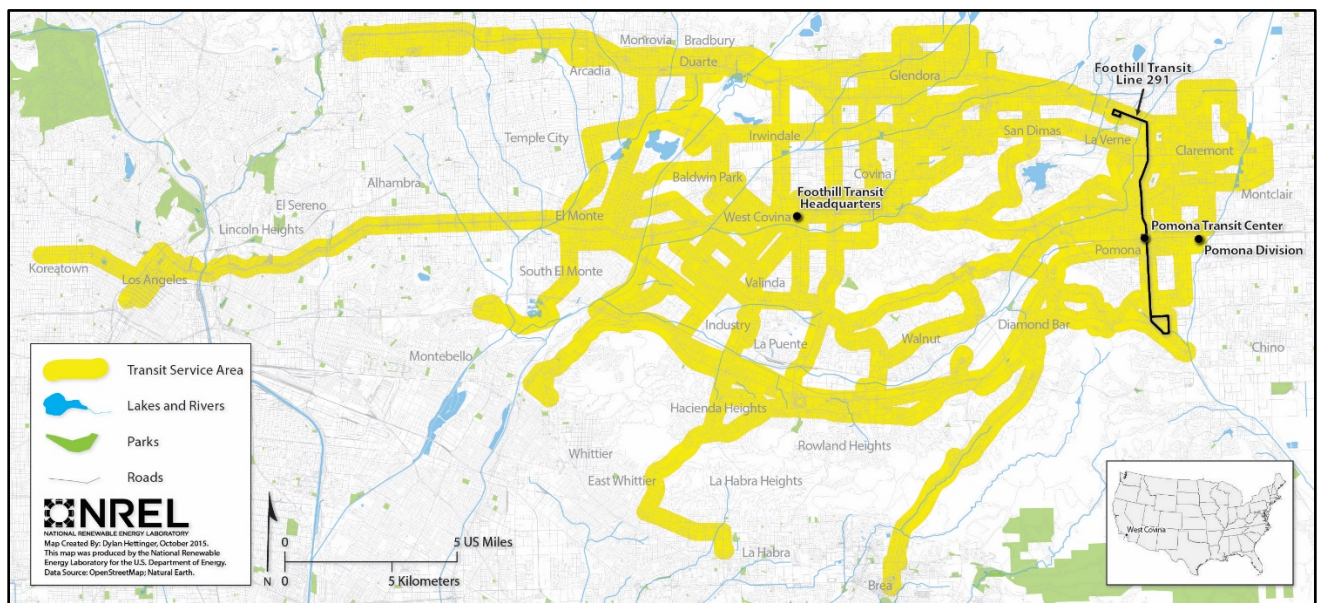 Monrovia
Bradbury
Arcadia
Duarte
Glendora
Foothill Transit
Line 291
Temple City
Irwindale
San Dimas
La Verne
Claremont
Alhambra
Baldwin Park
Covina
Montclair
El Sereno
Foothill Transit
Headquarters
Lincoln Heights
El Monte
West Covina
Pomona Transit Center
Koreatown
Los Angeles
South El Monte
Valinda
Pomona
Pomona Division
Industry
La Puente
Walnut
Diamond Bar
Montebello
Chino
Hacienda Heights
Rowland Heights
Whittier
East Whittier
La Habra Heights
La Habra
Brea
Transit Service Area
Lakes and Rivers
Parks
Roads
NREL
NATIONAL RENEWABLE ENERGY LABORATORY
Map Created By: Dylan Hettinger, October 2015.
This map was produced by the National Renewable
Energy Laboratory for the U.S. Department of Energy.
Data Source: OpenStreetMap; Natural Earth.
N
0 5 US Miles
0 5 Kilometers
West Covina